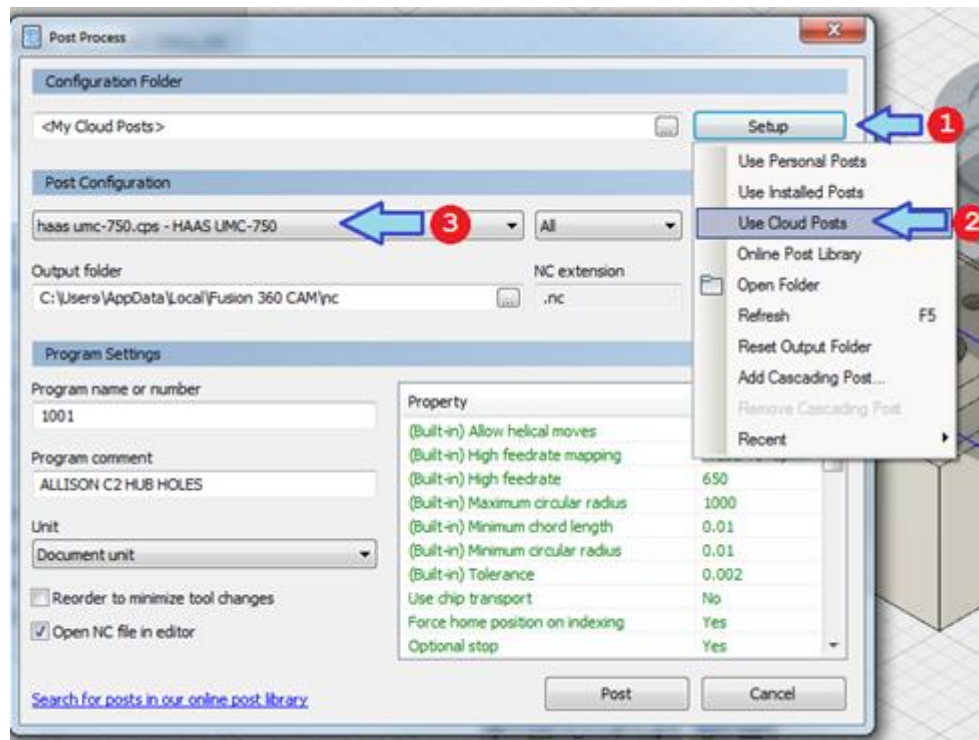 Post Process
Configuration Folder
<My Cloud Posts>
...
Setup
1
Use Personal Posts
Use Installed Posts
Use Cloud Posts
2
Online Post Library
Open Folder
Refresh F5
Reset Output Folder
Add Cascading Post...
Remove Cascading Post
Recent
Post Configuration
haas umc-750.cps - HAAS UMC-750
3
All
Output folder
NC extension
C:\Users\AppData\Local\Fusion 360 CAM\nc
...
.nc
Program Settings
Program name or number
1001
Program comment
ALLISON C2 HUB HOLES
Unit
Document unit
Reorder to minimize tool changes
Open NC file in editor
Property
(Built-in) Allow helical moves
(Built-in) High feedrate mapping
(Built-in) High feedrate 650
(Built-in) Maximum circular radius 1000
(Built-in) Minimum chord length 0.01
(Built-in) Minimum circular radius 0.01
(Built-in) Tolerance 0.002
Use chip transport No
Force home position on indexing Yes
Optional stop Yes
Search for posts in our online post library
Post
Cancel